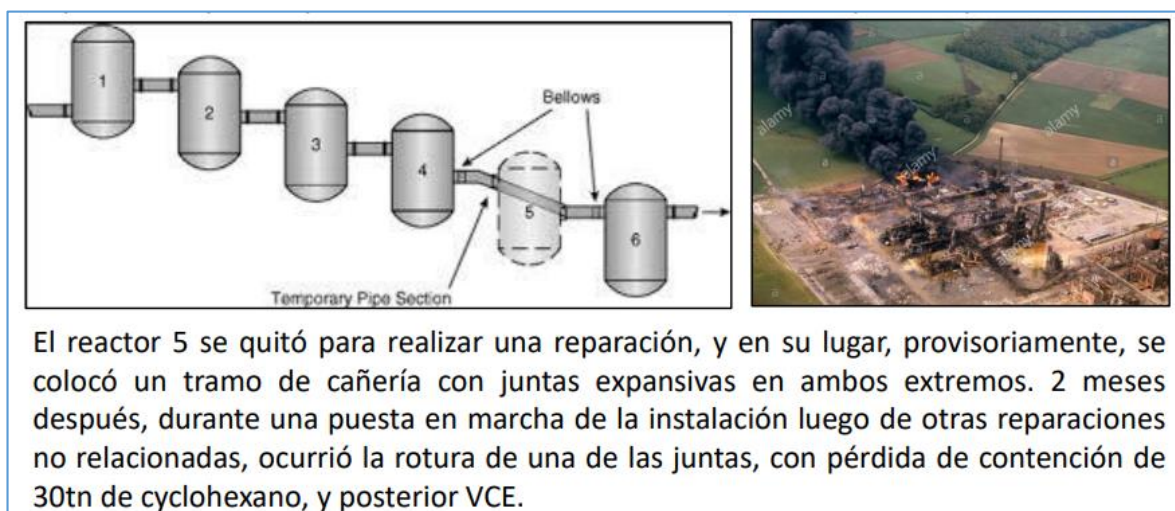 1
2
3
4
5
6
Bellows
Temporary Pipe Section
a
alamy
a
a
alamy
a
alamy
a
El reactor 5 se quitó para realizar una reparación, y en su lugar, provisoriamente, se
colocó un tramo de cañería con juntas expansivas en ambos extremos. 2 meses
después, durante una puesta en marcha de la instalación luego de otras reparaciones
no relacionadas, ocurrió la rotura de una de las juntas, con pérdida de contención de
30tn de cyclohexano, y posterior VCE.